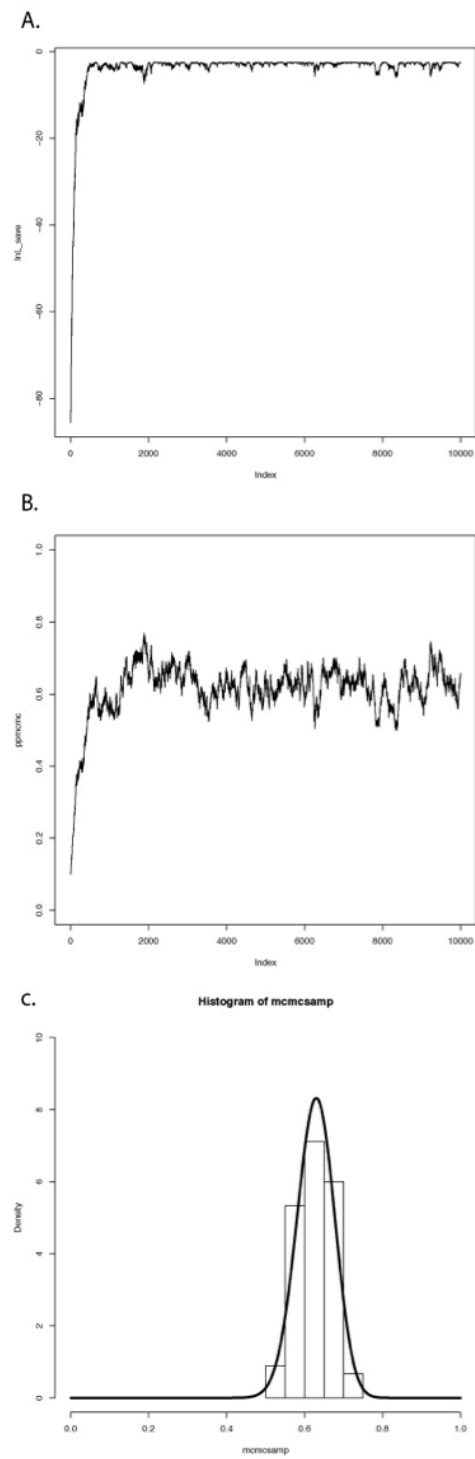 A.
0
−20
−40
−60
−80
lnL_save
0 2000 4000 6000 8000 10000
Index
B.
1.0
0.8
0.6
0.4
0.2
0.0
ppmcmc
0 2000 4000 6000 8000 10000
Index
C.
Histogram of mcmcsamp
10
8
6
4
2
0
Density
0.0 0.2 0.4 0.6 0.8 1.0
mcmcsamp